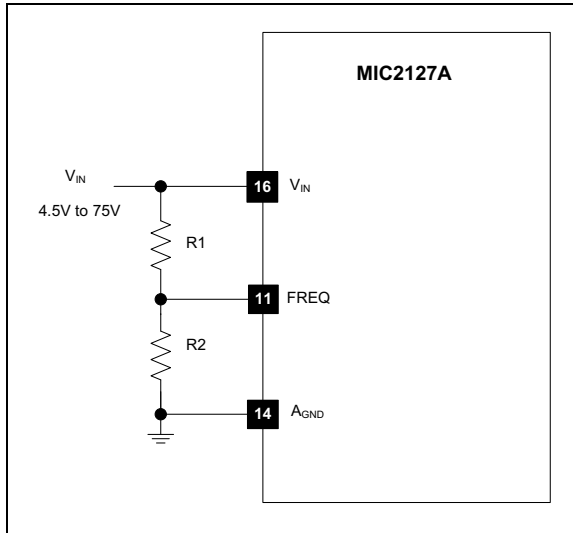 MIC2127A
V_IN
4.5V to 75V
16 V_IN
R1
11 FREQ
R2
14 A_GND